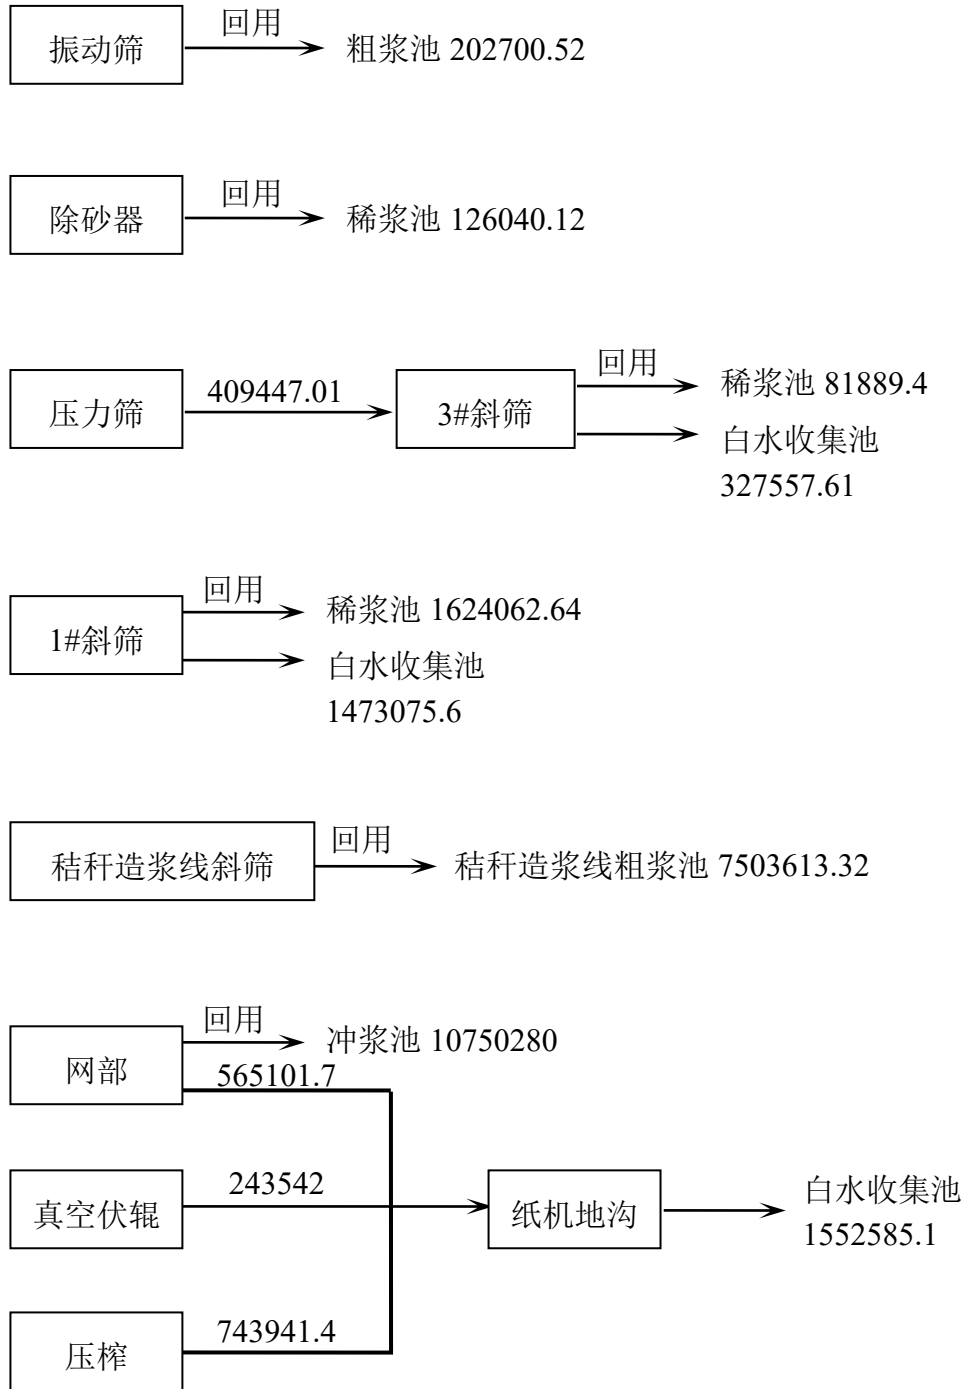 振动筛
回用
粗浆池 202700.52
除砂器
回用
稀浆池 126040.12
压力筛
409447.01
3#斜筛
回用
稀浆池 81889.4
白水收集池
327557.61
1#斜筛
回用
稀浆池 1624062.64
白水收集池
1473075.6
秸秆造浆线斜筛
回用
秸秆造浆线粗浆池 7503613.32
网部
回用
冲浆池 10750280
565101.7
真空伏辊
243542
纸机地沟
白水收集池
1552585.1
压榨
743941.4